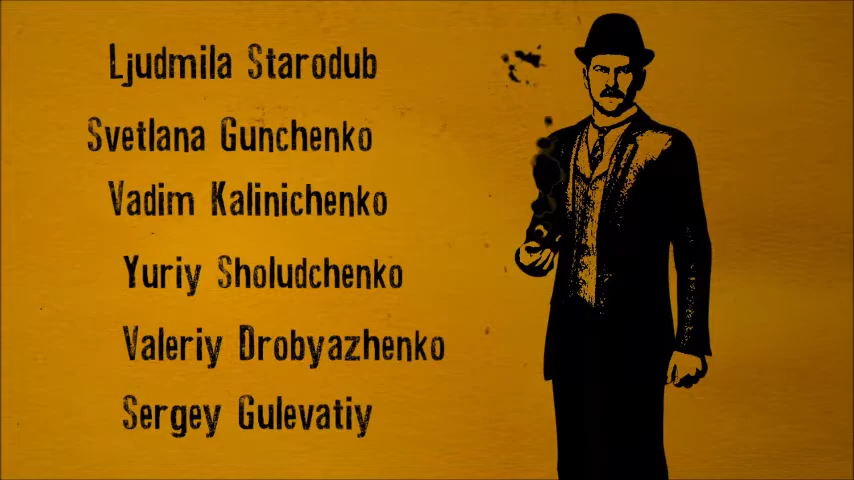 Ljudmila Starodub
Svetlana Gunchenko
Vadim Kalinichenko
Yuriy Sholudchenko
Valeriy Drobyazhenko
Sergey Gulevatiy